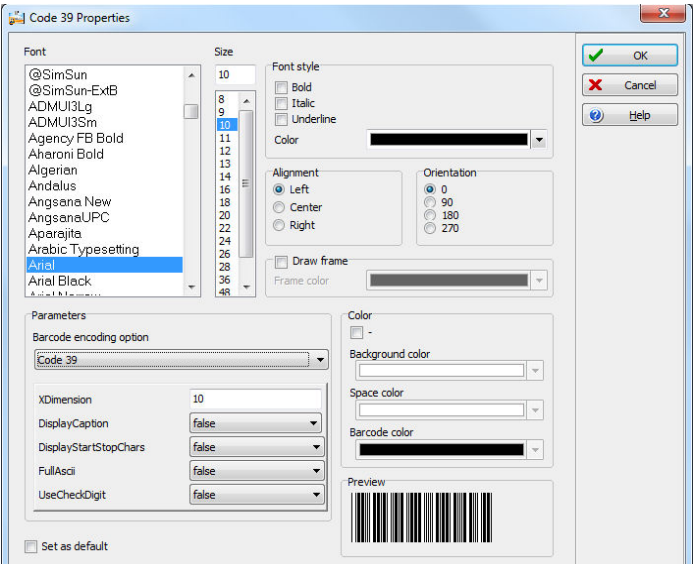 Code 39 Properties
Font
@SimSun
@SimSun-ExtB
ADMUI3Lg
ADMUI3Sm
Agency FB Bold
Aharoni Bold
Algerian
Andalus
Angsana New
AngsanaUPC
Aparajita
Arabic Typesetting
Arial
Arial Black
Arial Narrow
Size
10
8
9
10
11
12
13
14
16
18
20
22
24
26
28
36
48
Font style
Bold
Italic
Underline
Color
Alignment
Left
Center
Right
Orientation
0
90
180
270
Draw frame
Frame color
OK
Cancel
Help
Parameters
Barcode encoding option
Code 39
XDimension 10
DisplayCaption false
DisplayStartStopChars false
FullAscii false
UseCheckDigit false
Color
-
Background color
Space color
Barcode color
Preview
Set as default